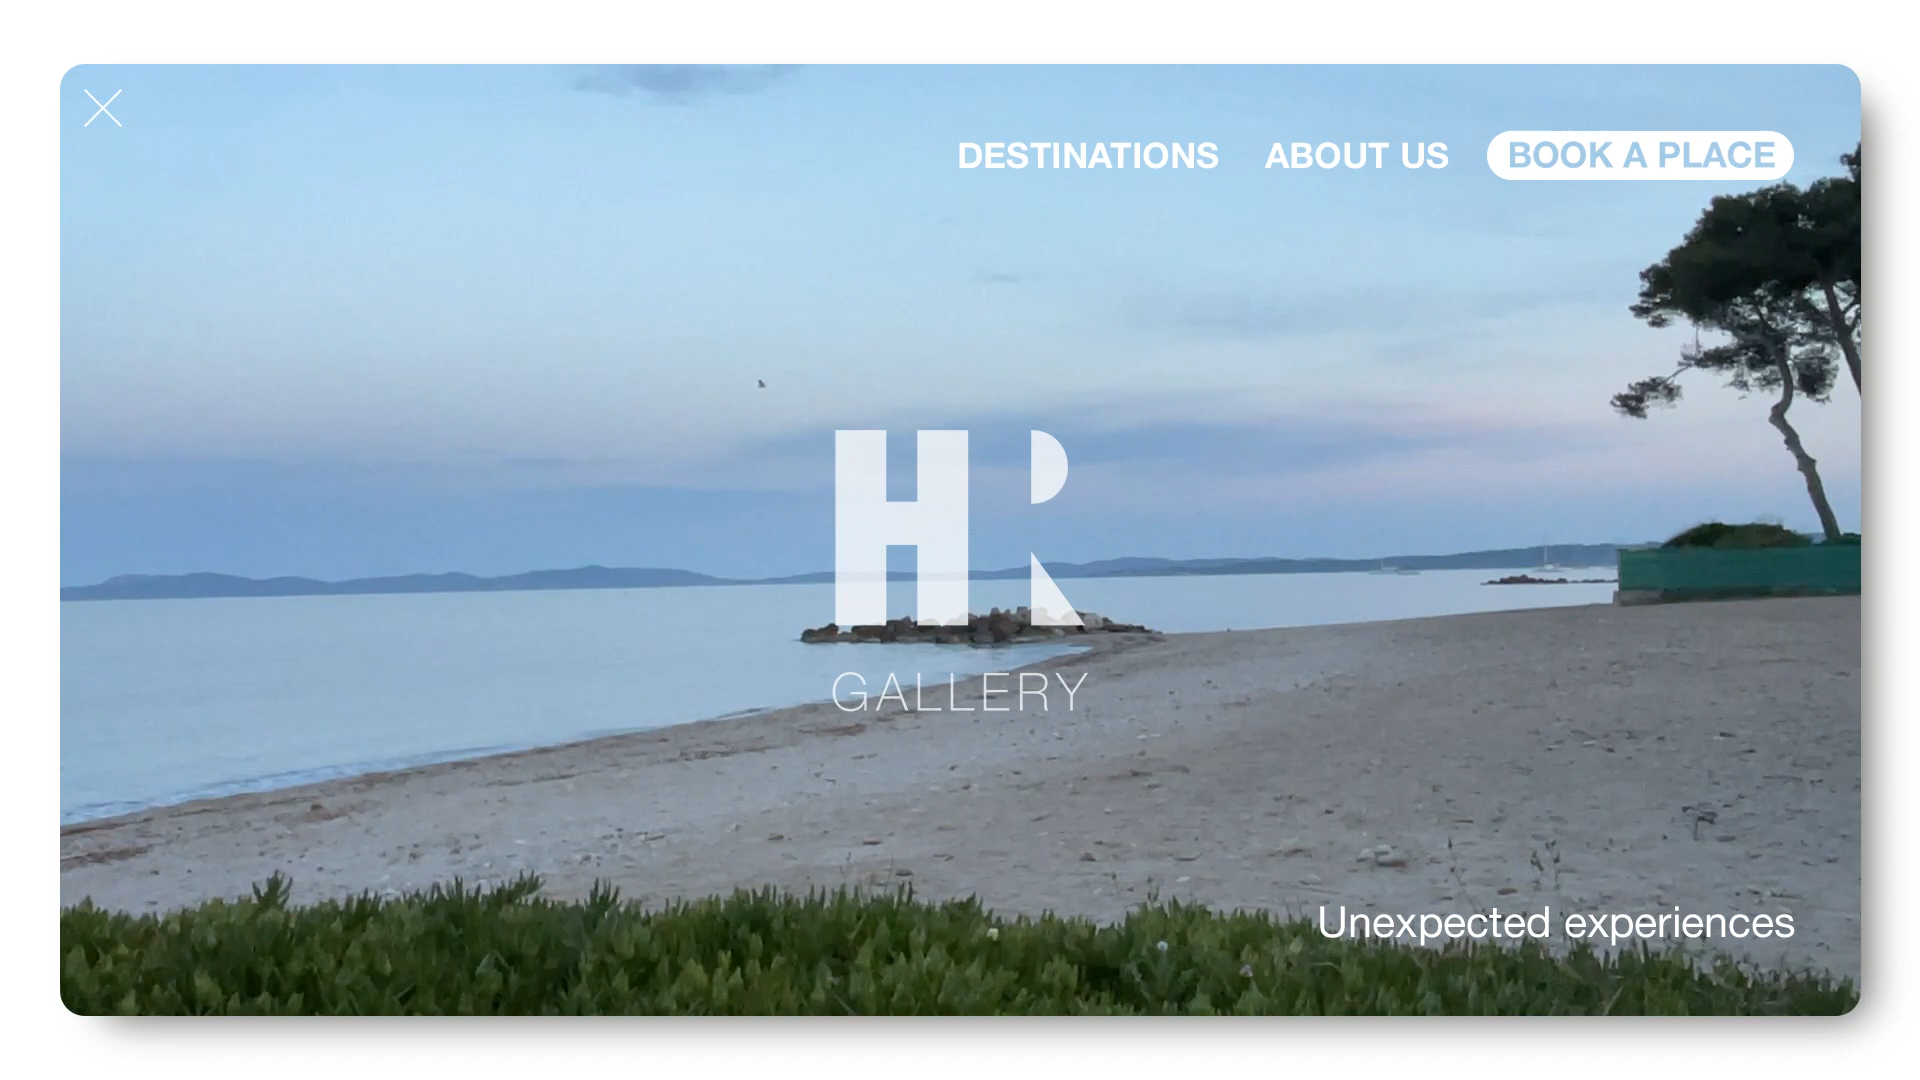 DESTINATIONS ABOUT US BOOK A PLACE
HR
GALLERY
Unexpected experiences